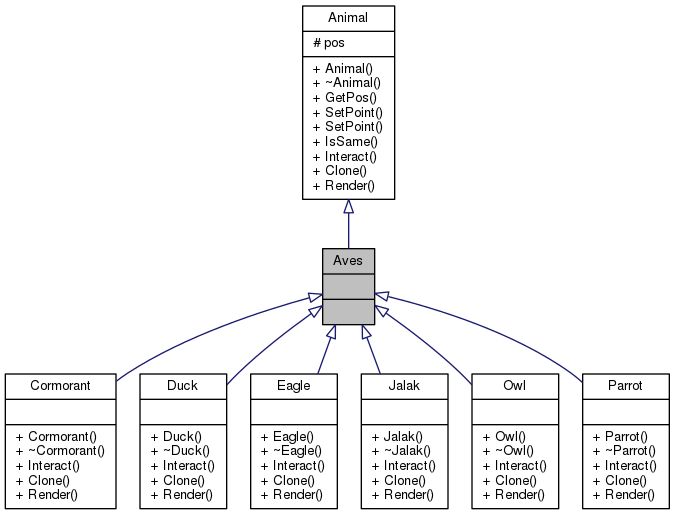 Animal
# pos
+ Animal()
+ ~Animal()
+ GetPos()
+ SetPoint()
+ SetPoint()
+ IsSame()
+ Interact()
+ Clone()
+ Render()
Aves
Cormorant
+ Cormorant()
+ ~Cormorant()
+ Interact()
+ Clone()
+ Render()
Duck
+ Duck()
+ ~Duck()
+ Interact()
+ Clone()
+ Render()
Eagle
+ Eagle()
+ ~Eagle()
+ Interact()
+ Clone()
+ Render()
Jalak
+ Jalak()
+ ~Jalak()
+ Interact()
+ Clone()
+ Render()
Owl
+ Owl()
+ ~Owl()
+ Interact()
+ Clone()
+ Render()
Parrot
+ Parrot()
+ ~Parrot()
+ Interact()
+ Clone()
+ Render()